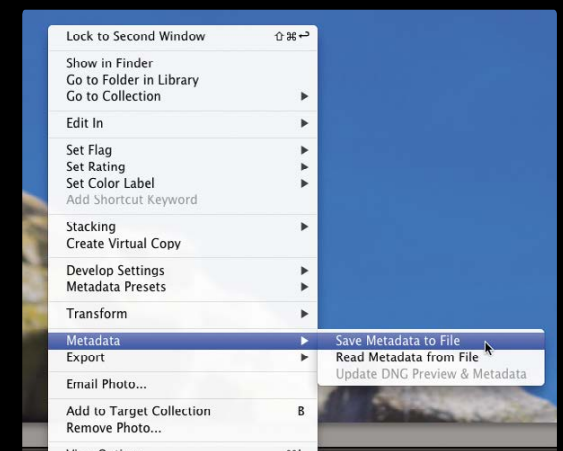 Lock to Second Window ⇧⌘↩
Show in Finder
Go to Folder in Library
Go to Collection
Edit In
Set Flag
Set Rating
Set Color Label
Add Shortcut Keyword
Stacking
Create Virtual Copy
Develop Settings
Metadata Presets
Transform
Metadata
Save Metadata to File
Export
Read Metadata from File
Update DNG Preview & Metadata
Email Photo...
Add to Target Collection B
Remove Photo...